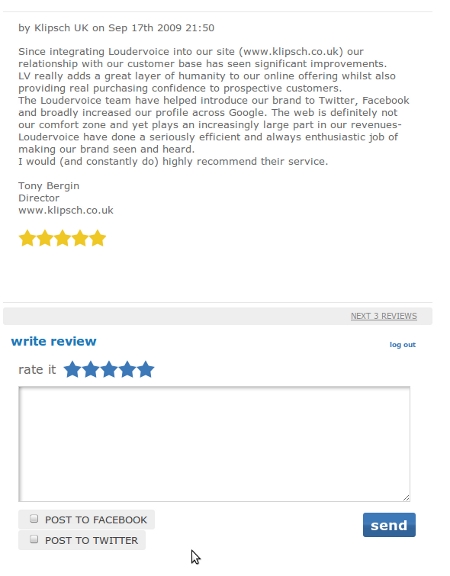 by Klipsch UK on Sep 17th 2009 21:50
Since integrating Loudervoice into our site (www.klipsch.co.uk) our
relationship with our customer base has seen significant improvements.
LV really adds a great layer of humanity to our online offering whilst also
providing real purchasing confidence to prospective customers.
The Loudervoice team have helped introduce our brand to Twitter, Facebook
and broadly increased our profile across Google. The web is definitely not
our comfort zone and yet plays an increasingly large part in our revenues-
Loudervoice have done a seriously efficient and always enthusiastic job of
making our brand seen and heard.
I would (and constantly do) highly recommend their service.
Tony Bergin
Director
www.klipsch.co.uk
NEXT 3 REVIEWS
write review
log out
rate it
POST TO FACEBOOK
send
POST TO TWITTER